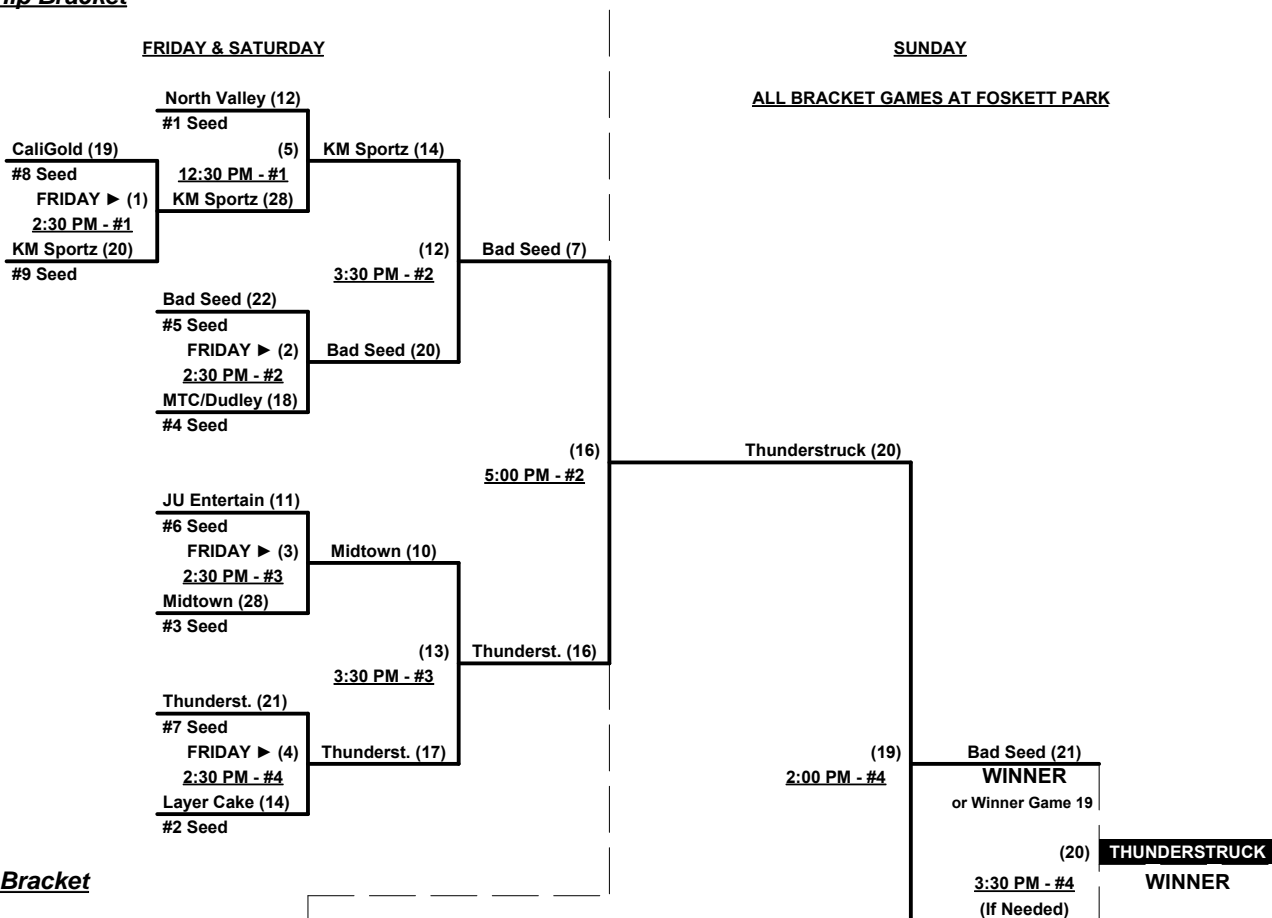 hip Bracket
FRIDAY & SATURDAY
SUNDAY
North Valley (12)
ALL BRACKET GAMES AT FOSKETT PARK
#1 Seed
CaliGold (19)
(5)
KM Sportz (14)
#8 Seed
12:30 PM - #1
FRIDAY ► (1)
KM Sportz (28)
2:30 PM - #1
KM Sportz (20)
(12)
Bad Seed (7)
#9 Seed
3:30 PM - #2
Bad Seed (22)
#5 Seed
FRIDAY ► (2)
Bad Seed (20)
2:30 PM - #2
MTC/Dudley (18)
#4 Seed
(16)
Thunderstruck (20)
5:00 PM - #2
JU Entertain (11)
#6 Seed
FRIDAY ► (3)
Midtown (10)
2:30 PM - #3
Midtown (28)
#3 Seed
(13)
Thunderst. (16)
3:30 PM - #3
Thunderst. (21)
#7 Seed
FRIDAY ► (4)
Thunderst. (17)
(19)
Bad Seed (21)
2:30 PM - #4
2:00 PM - #4
WINNER
Layer Cake (14)
or Winner Game 19
#2 Seed
(20)
THUNDERSTRUCK
Bracket
3:30 PM - #4
WINNER
(If Needed)